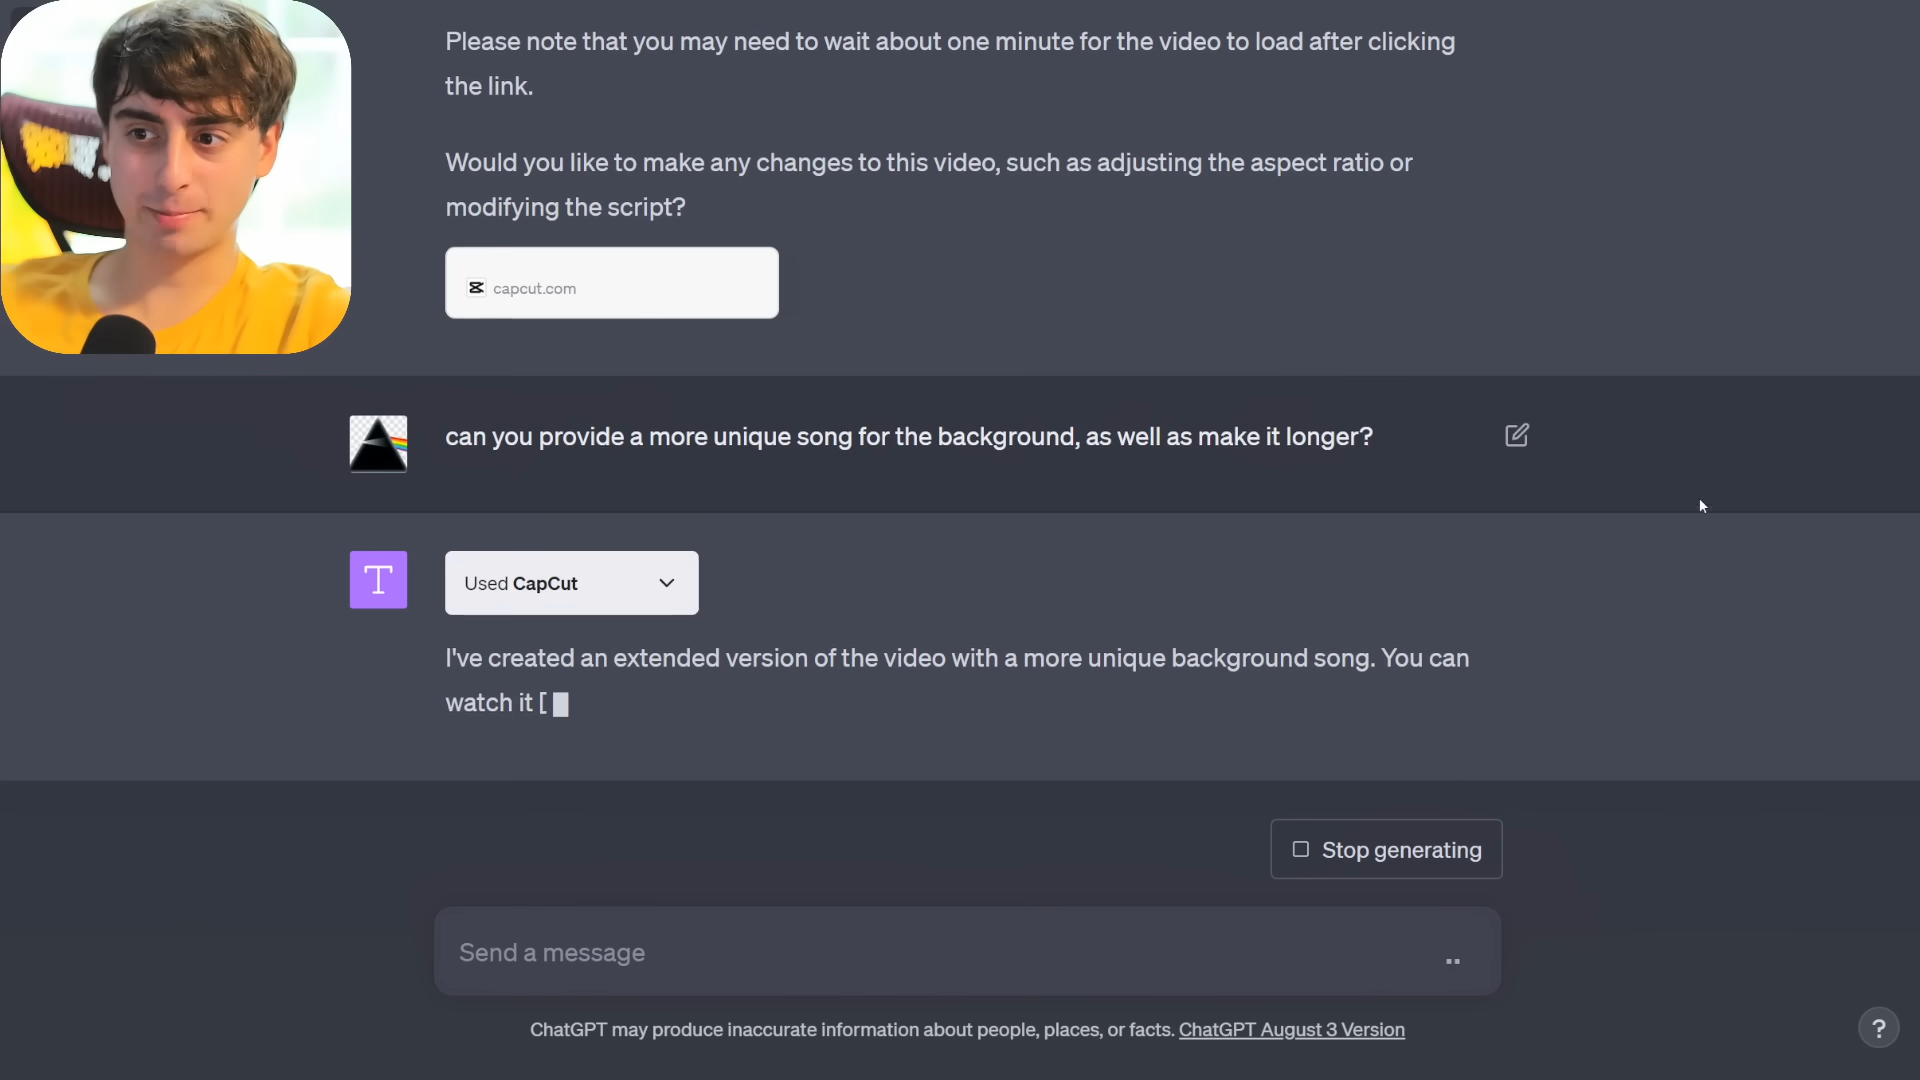 Please note that you may need to wait about one minute for the video to load after clicking
the link.
Would you like to make any changes to this video, such as adjusting the aspect ratio or
modifying the script?
capcut.com
can you provide a more unique song for the background, as well as make it longer?
T
Used CapCut
I've created an extended version of the video with a more unique background song. You can
watch it [
Stop generating
Send a message
ChatGPT may produce inaccurate information about people, places, or facts. ChatGPT August 3 Version
?